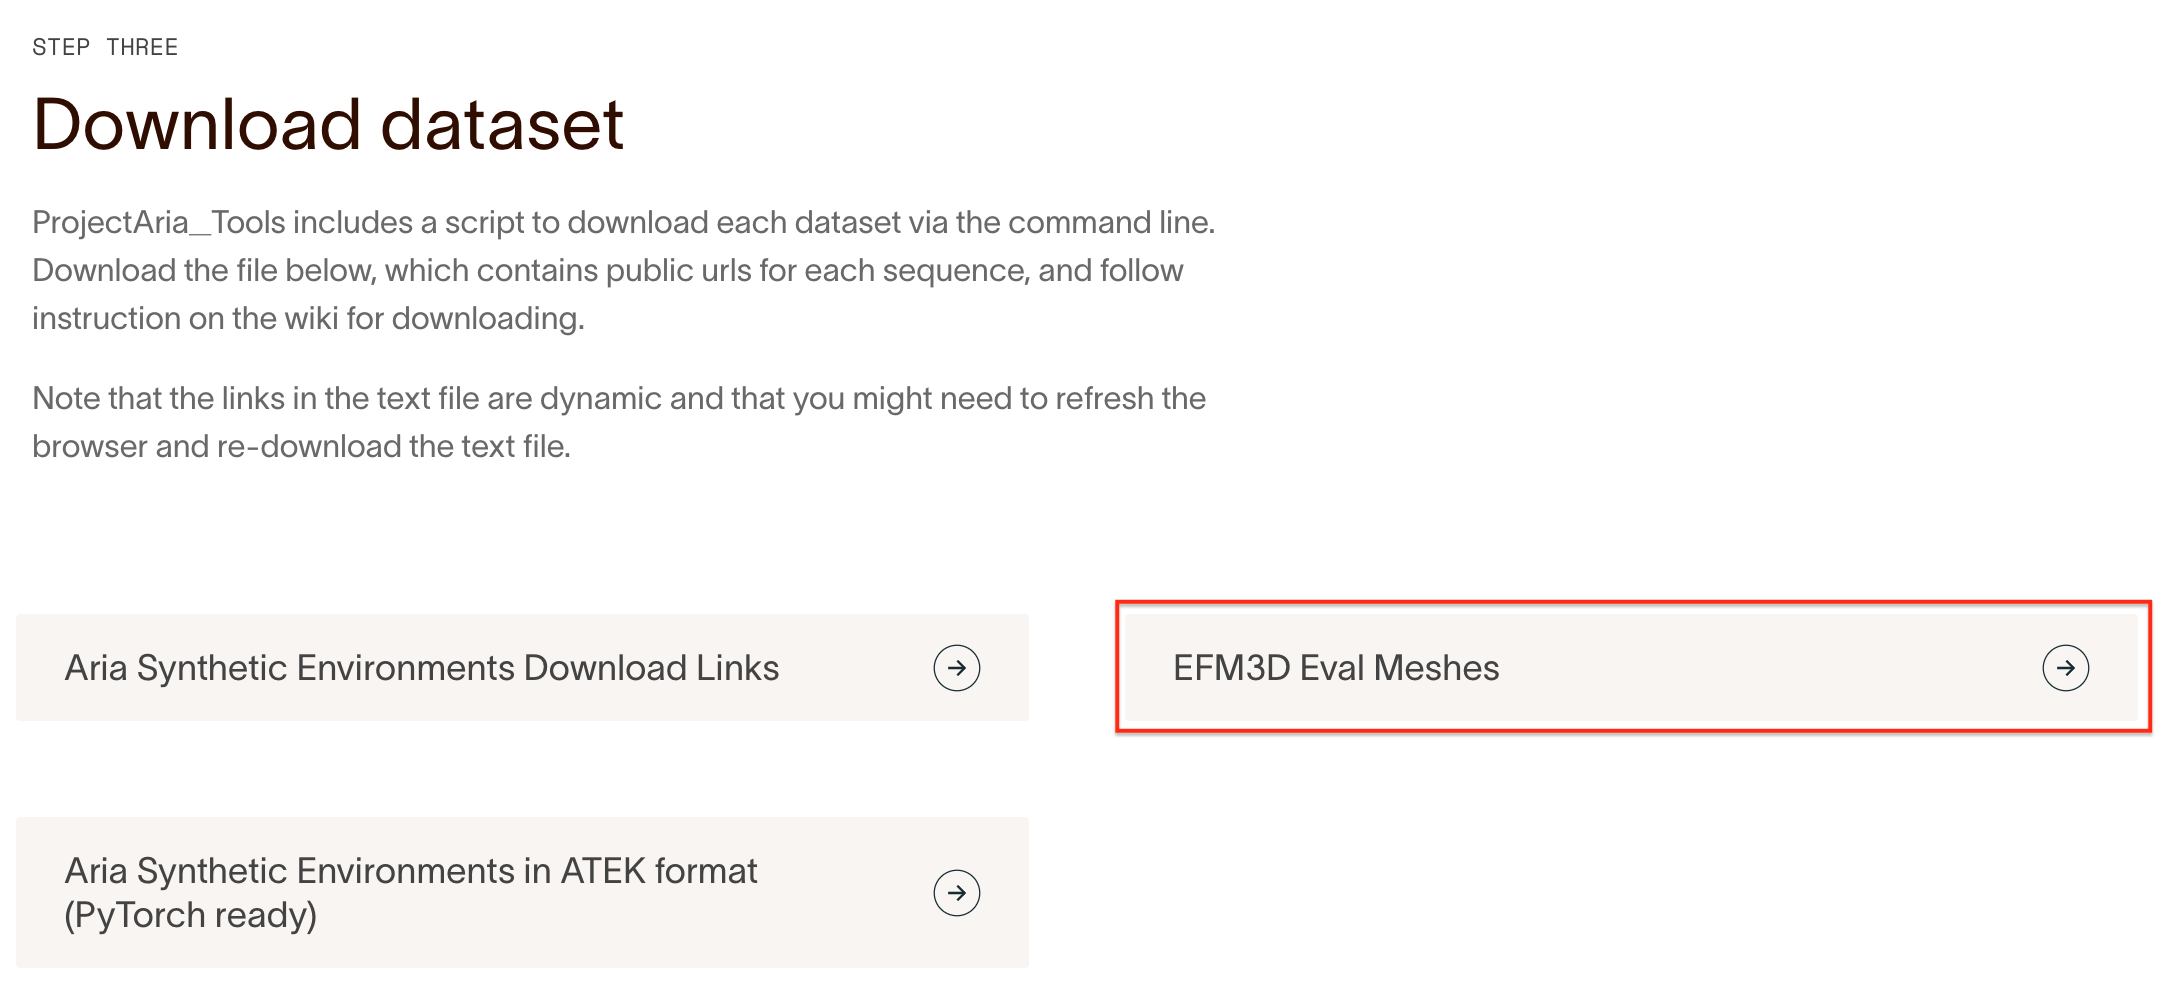 STEP THREE
Download dataset
ProjectAria_Tools includes a script to download each dataset via the command line.
Download the file below, which contains public urls for each sequence, and follow
instruction on the wiki for downloading.
Note that the links in the text file are dynamic and that you might need to refresh the
browser and re-download the text file.
Aria Synthetic Environments Download Links
EFM3D Eval Meshes
Aria Synthetic Environments in ATEK format
(PyTorch ready)